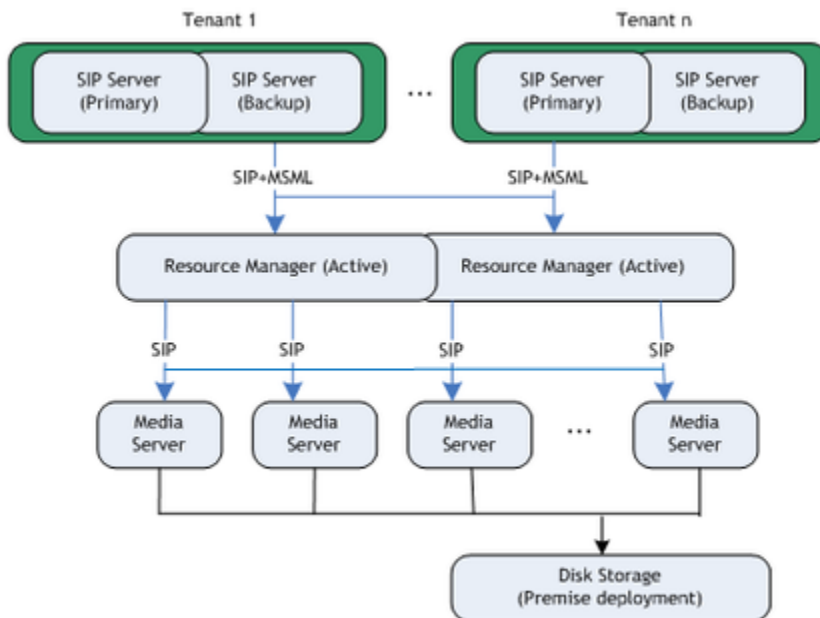 Tenant 1
Tenant n
SIP Server
(Primary)
SIP Server
(Backup)
...
SIP Server
(Primary)
SIP Server
(Backup)
SIP+MSML
SIP+MSML
Resource Manager (Active)
Resource Manager (Active)
SIP
SIP
SIP
SIP
Media
Server
Media
Server
Media
Server
...
Media
Server
Disk Storage
(Premise deployment)